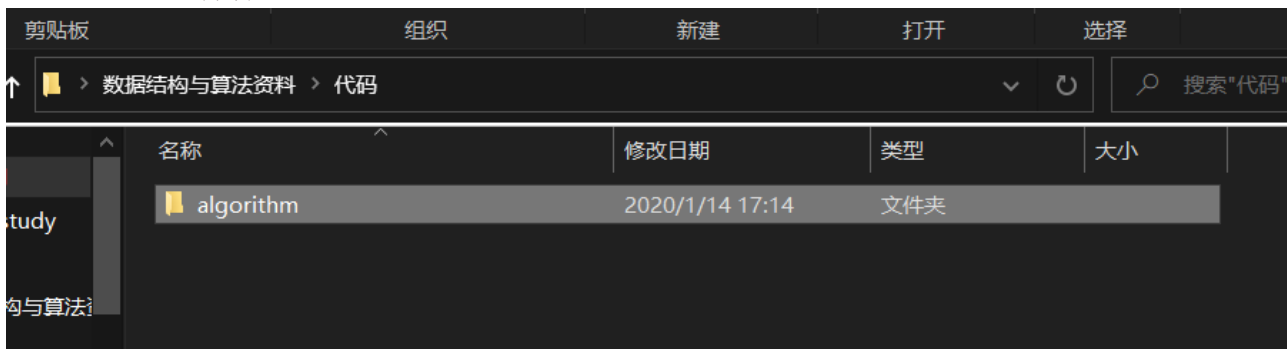 剪贴板 组织 新建 打开 选择
数据结构与算法资料 > 代码 搜索"代码"
名称 修改日期 类型 大小
algorithm 2020/1/14 17:14 文件夹
study
构与算法资